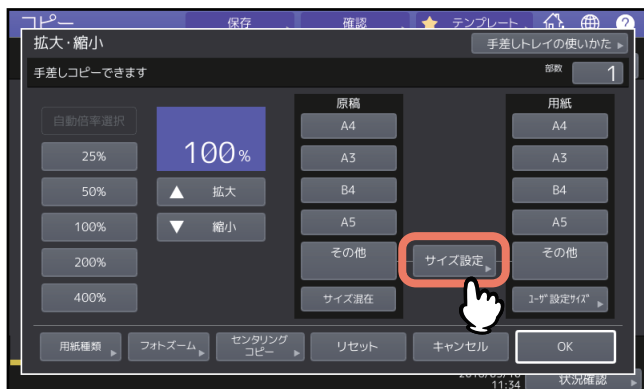 コピー
保存
確認
テンプレート
拡大・縮小
手差しトレイの使いかた
手差しコピーできます
部数
1
原稿
用紙
自動倍率選択
100%
A4
A4
25%
A3
A3
50%
拡大
B4
B4
100%
縮小
A5
A5
200%
その他
サイズ設定
その他
400%
サイズ混在
ユーザ設定サイズ
用紙種類
フォトズーム
センタリング
コピー
リセット
キャンセル
OK
11:34
状況確認